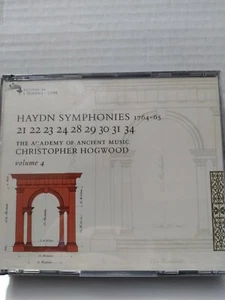 HAYDN SYMPHONIES 1764-65
21 22 23 24 28 29 30 31 34
THE ACADEMY OF ANCIENT MUSIC
CHRISTOPHER HOGWOOD
volume 4